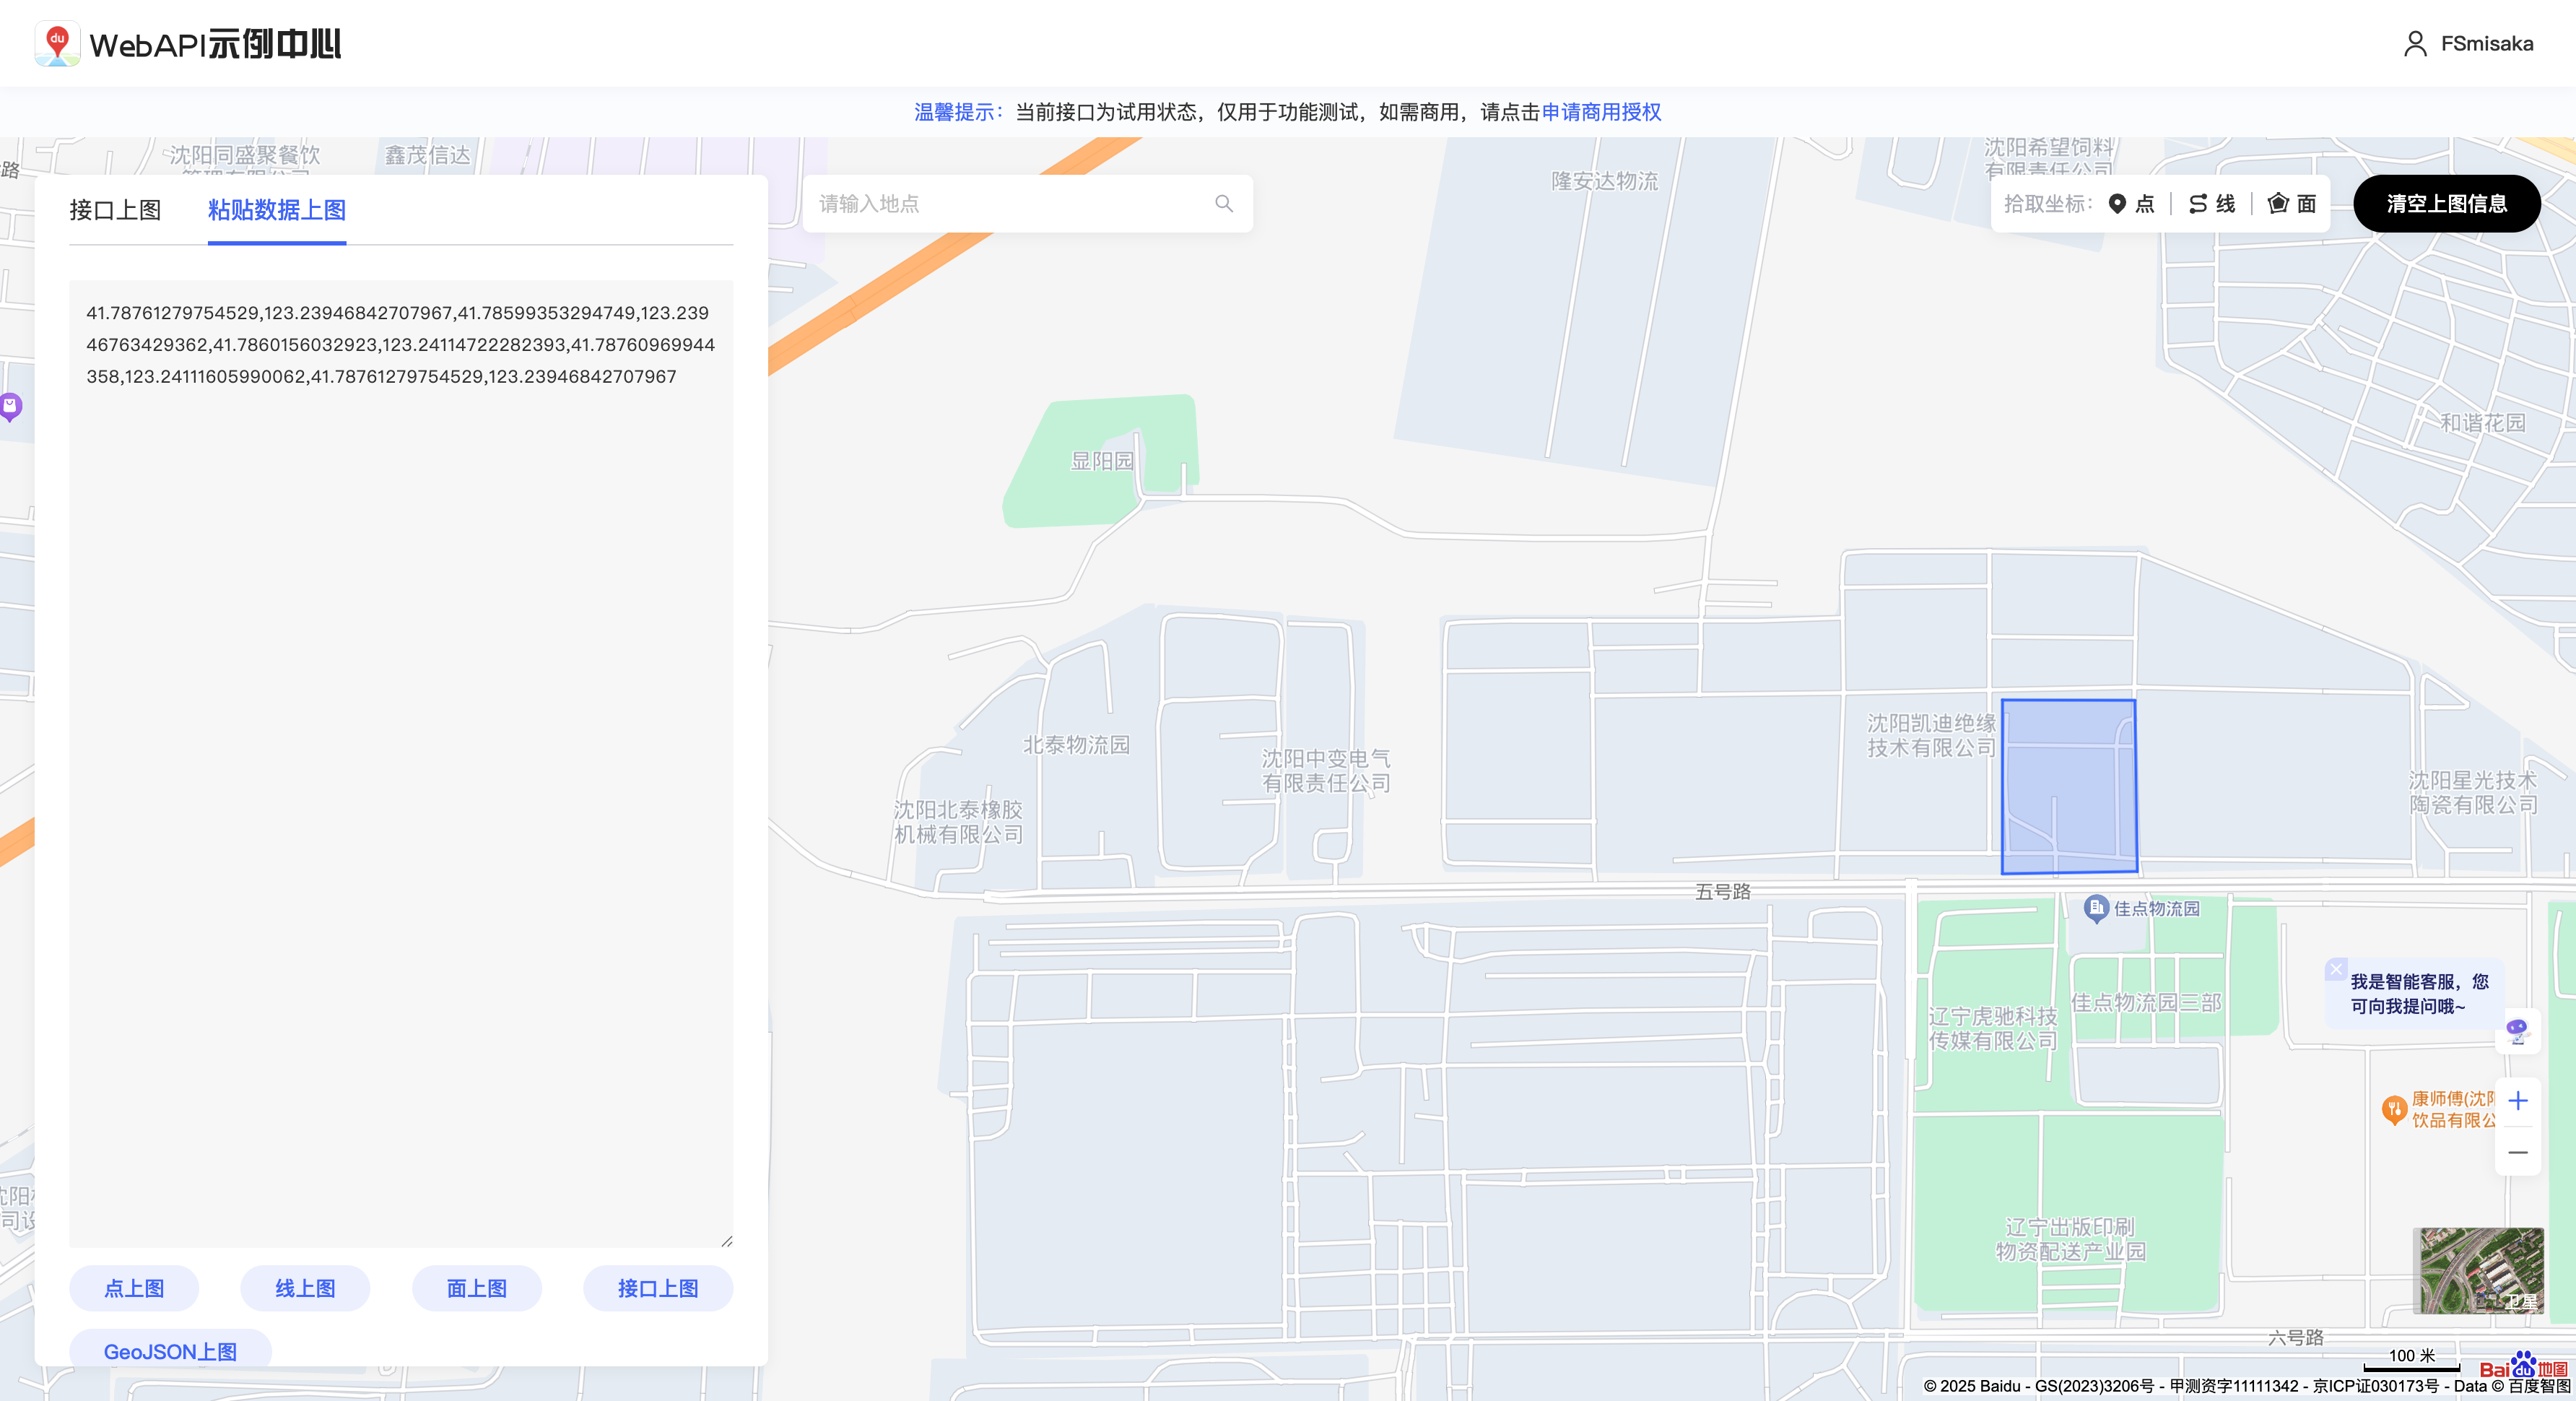 du WebAPI示例中心
FSmisaka
温馨提示：当前接口为试用状态，仅用于功能测试，如需商用，请点击申请商用授权
路
沈阳同盛聚餐饮
管理有限公司
鑫茂信达
隆安达物流
沈阳希望饲料
有限责任公司
接口上图
粘贴数据上图
请输入地点
拾取坐标：
点
线
面
清空上图信息
41.78761279754529,123.23946842707967,41.78599353294749,123.239
46763429362,41.7860156032923,123.24114722282393,41.78760969944
358,123.24111605990062,41.78761279754529,123.23946842707967
显阳园
和谐花园
北泰物流园
沈阳中变电气
有限责任公司
沈阳凯迪绝缘
技术有限公司
沈阳北泰橡胶
机械有限公司
沈阳星光技术
陶瓷有限公司
五号路
佳点物流园
我是智能客服，您
可向我提问哦~
辽宁虎驰科技
传媒有限公司
佳点物流园三部
康师傅(沈阳
饮品有限公
辽宁出版印刷
物资配送产业园
卫星
六号路
点上图
线上图
面上图
接口上图
GeoJSON上图
100 米
Bai du 地图
© 2025 Baidu - GS(2023)3206号 - 甲测资字11111342 - 京ICP证030173号 - Data © 百度智图